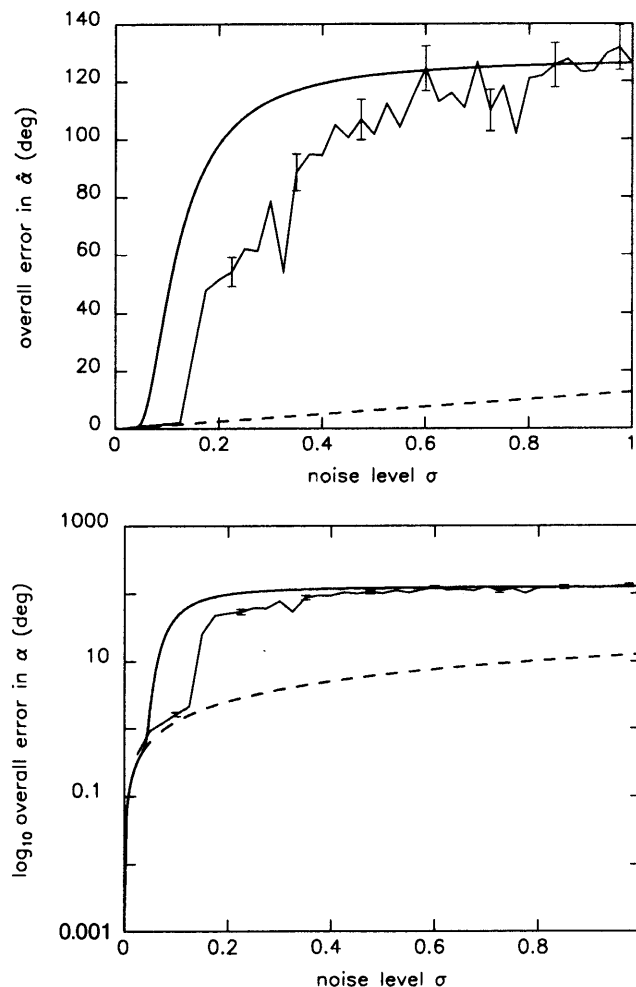 140
120
100
80
60
40
20
0
overall error in α̂ (deg)
0 0.2 0.4 0.6 0.8 1
noise level σ
1000
10
0.1
0.001
log₁₀ overall error in α (deg)
0 0.2 0.4 0.6 0.8
noise level σ